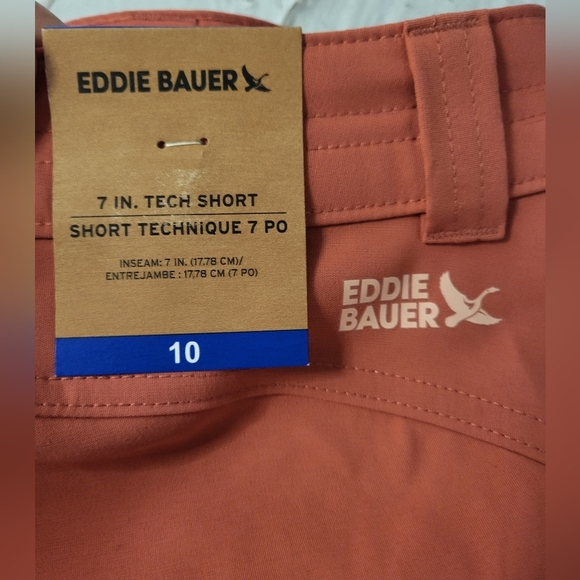 EDDIE BAUER
7 IN. TECH SHORT
SHORT TECHNIQUE 7 PO
INSEAM: 7 IN. (17.78 CM)/
ENTREJAMBE : 17,78 CM (7 PO)
10
EDDIE
BAUER